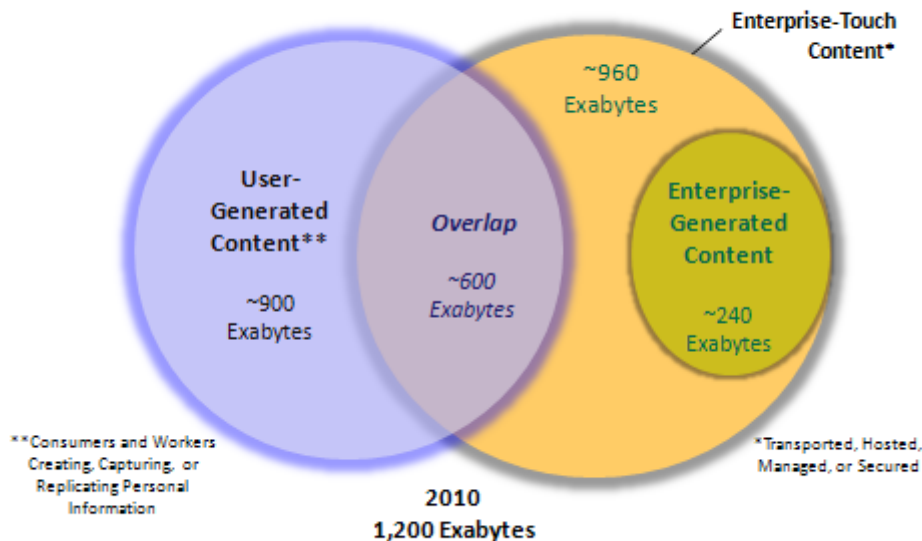 Enterprise-Touch
Content*
~960
Exabytes
User-
Generated
Content**
~900
Exabytes
Overlap
~600
Exabytes
Enterprise-
Generated
Content
~240
Exabytes
**Consumers and Workers
Creating, Capturing, or
Replicating Personal
Information
*Transported, Hosted,
Managed, or Secured
2010
1,200 Exabytes